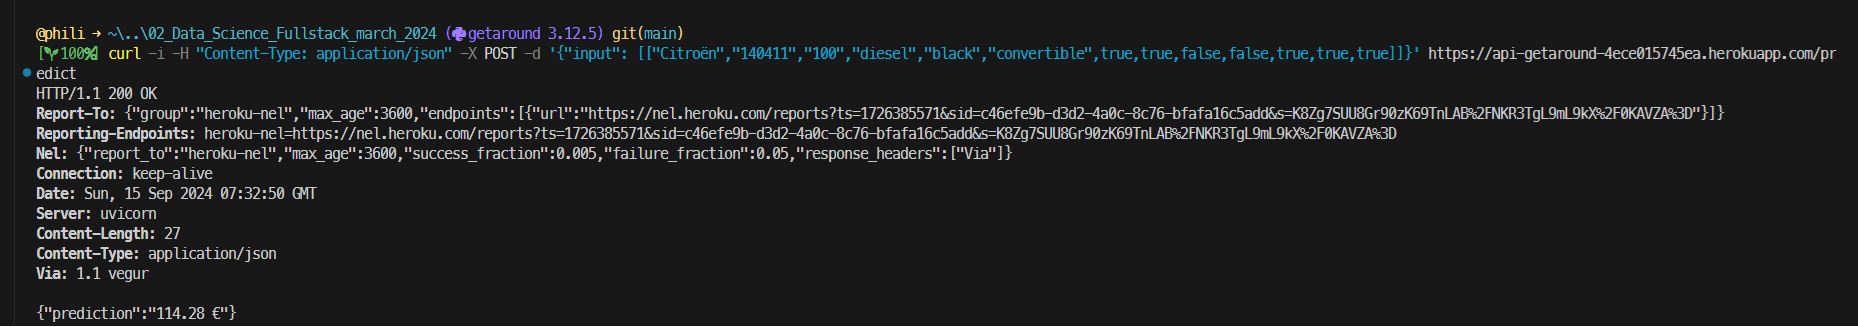 @phili → ~\..\02_Data_Science_Fullstack_march_2024 (getaround 3.12.5) git(main)
[100%] curl -i -H "Content-Type: application/json" -X POST -d '{"input": [["Citroën","140411","100","diesel","black","convertible",true,true,false,false,true,true,true]]}' https://api-getaround-4ece015745ea.herokuapp.com/pr
edict
HTTP/1.1 200 OK
Report-To: {"group":"heroku-nel","max_age":3600,"endpoints":[{"url":"https://nel.heroku.com/reports?ts=1726385571&sid=c46efe9b-d3d2-4a0c-8c76-bfafa16c5add&s=K8Zg7SUU8Gr90zK69TnLAB%2FNKR3TgL9mL9kX%2F0KAVZA%3D"}]}
Reporting-Endpoints: heroku-nel=https://nel.heroku.com/reports?ts=1726385571&sid=c46efe9b-d3d2-4a0c-8c76-bfafa16c5add&s=K8Zg7SUU8Gr90zK69TnLAB%2FNKR3TgL9mL9kX%2F0KAVZA%3D
Nel: {"report_to":"heroku-nel","max_age":3600,"success_fraction":0.005,"failure_fraction":0.05,"response_headers":["Via"]}
Connection: keep-alive
Date: Sun, 15 Sep 2024 07:32:50 GMT
Server: uvicorn
Content-Length: 27
Content-Type: application/json
Via: 1.1 vegur
{"prediction":"114.28 €"}